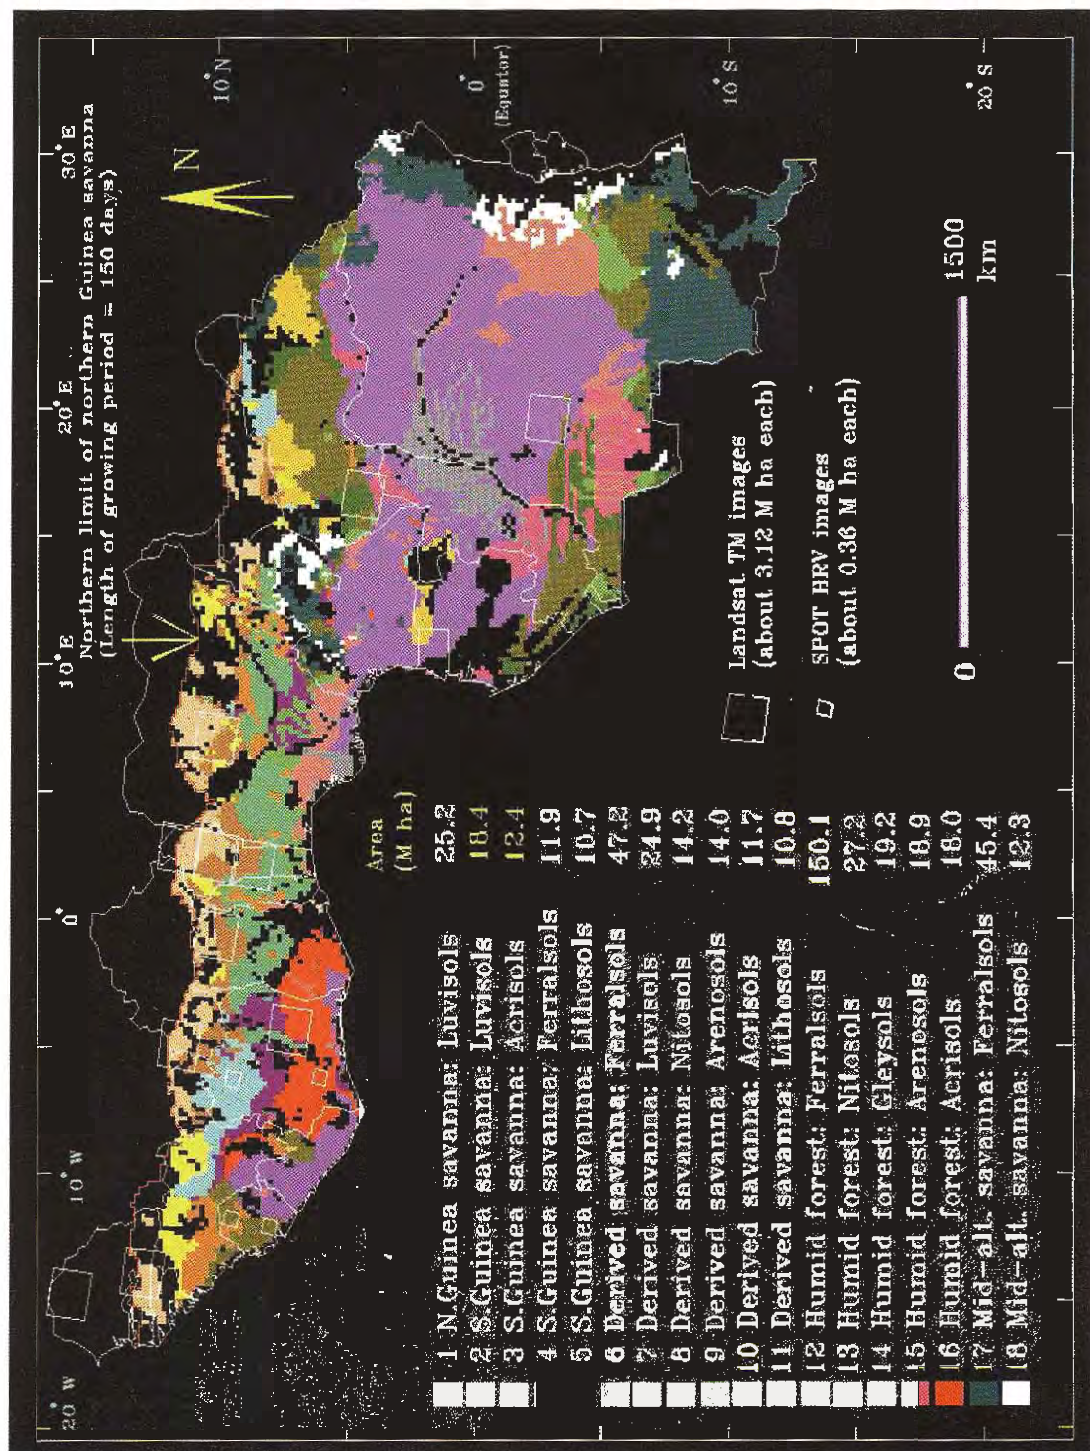 20° W
10° W
0°
10° E
20° E
30° E
Northern limit of northern Guinea savanna
(Length of growing period = 150 days)
N
10° N
0°
(Equator)
10° S
20° S
Area
(M ha)
1 N.Guinea savanna: Luvisols 25.2
2 S.Guinea savanna: Luvisols 18.4
3 S.Guinea savanna: Acrisols 12.4
4 S.Guinea savanna: Ferralsols 11.9
5 S.Guinea savanna: Lithosols 10.7
6 Derived savanna: Ferralsols 47.2
7 Derived savanna: Luvisols 24.9
8 Derived savanna: Nitosols 14.2
9 Derived savanna: Arenosols 14.0
10 Derived savanna: Acrisols 11.7
11 Derived savanna: Lithosols 10.8
12 Humid forest: Ferralsols 150.1
13 Humid forest: Nitosols 27.2
14 Humid forest: Gleysols 19.2
15 Humid forest: Arenosols 18.9
16 Humid forest: Acrisols 18.0
17 Mid-alt. savanna: Ferralsols 45.4
18 Mid-alt. savanna: Nitosols 12.3
Landsat TM images
(about 3.12 M ha each)
SPOT HRV images
(about 0.36 M ha each)
0
1500
km